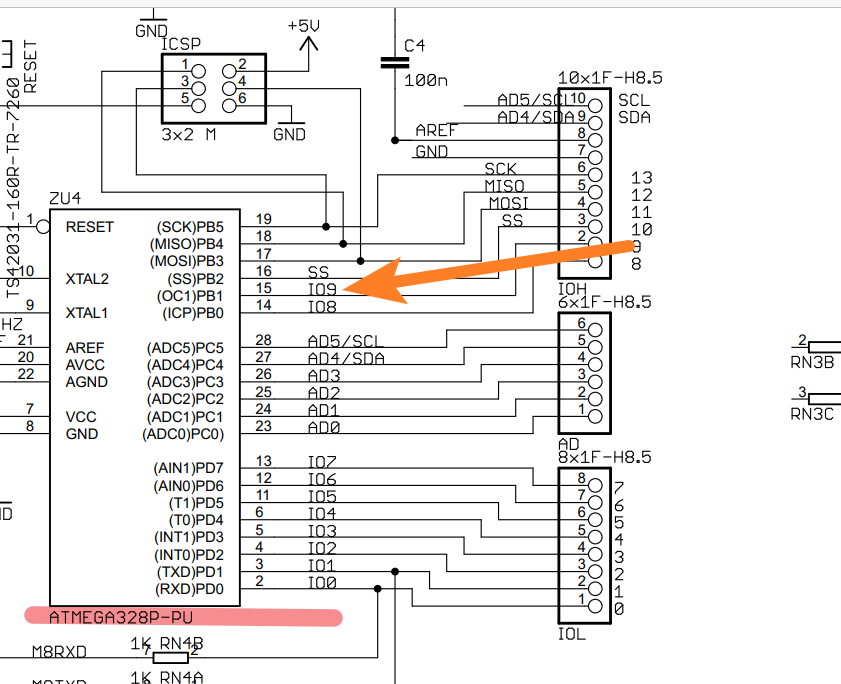 GND
+5V
ICSP
C4
100n
RESET
TS42031-160R-TR-7260
1 2
3 4
5 6
3x2 M
GND
10x1F-H8.5
AD5/SCL 10 SCL
AD4/SDA 9 SDA
AREF 8
GND 7
SCK 6 13
MISO 5 12
MOSI 4 11
SS 3 10
2 9
8
IOH
ZU4
1 RESET (SCK)PB5 19
(MISO)PB4 18
(MOSI)PB3 17
10 XTAL2 (SS)PB2 16 SS
(OC1)PB1 15 IO9
9 XTAL1 (ICP)PB0 14 IO8
HZ
21 AREF (ADC5)PC5 28 AD5/SCL
20 AVCC (ADC4)PC4 27 AD4/SDA
22 AGND (ADC3)PC3 26 AD3
(ADC2)PC2 25 AD2
7 VCC (ADC1)PC1 24 AD1
8 GND (ADC0)PC0) 23 AD0
(AIN1)PD7 13 IO7
(AIN0)PD6 12 IO6
(T1)PD5 11 IO5
(T0)PD4 6 IO4
(INT1)PD3 5 IO3
(INT0)PD2 4 IO2
(TXD)PD1 3 IO1
(RXD)PD0 2 IO0
ATMEGA328P-PU
6x1F-H8.5
6
5
4
3
2
1
AD
8x1F-H8.5
8 7
7 6
6 5
5 4
4 3
3 2
2 1
1 0
IOL
2
RN3B
3
RN3C
1K RN4B
M8RXD 7 2
1K RN4A